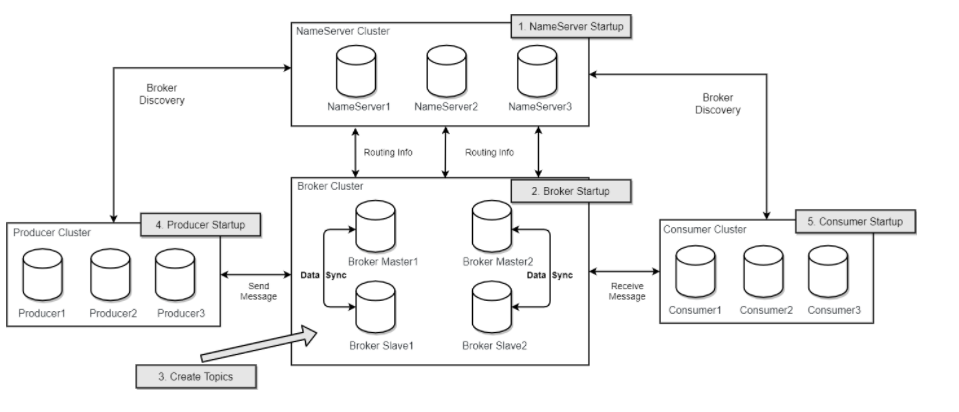 1. NameServer Startup
NameServer Cluster
NameServer1
NameServer2
NameServer3
Broker
Discovery
Broker
Discovery
Routing Info
Routing Info
Broker Cluster
2. Broker Startup
4. Producer Startup
Producer Cluster
Producer1
Producer2
Producer3
5. Consumer Startup
Consumer Cluster
Consumer1
Consumer2
Consumer3
Broker Master1
Broker Master2
Data Sync
Data Sync
Send
Message
Receive
Message
Broker Slave1
Broker Slave2
3. Create Topics